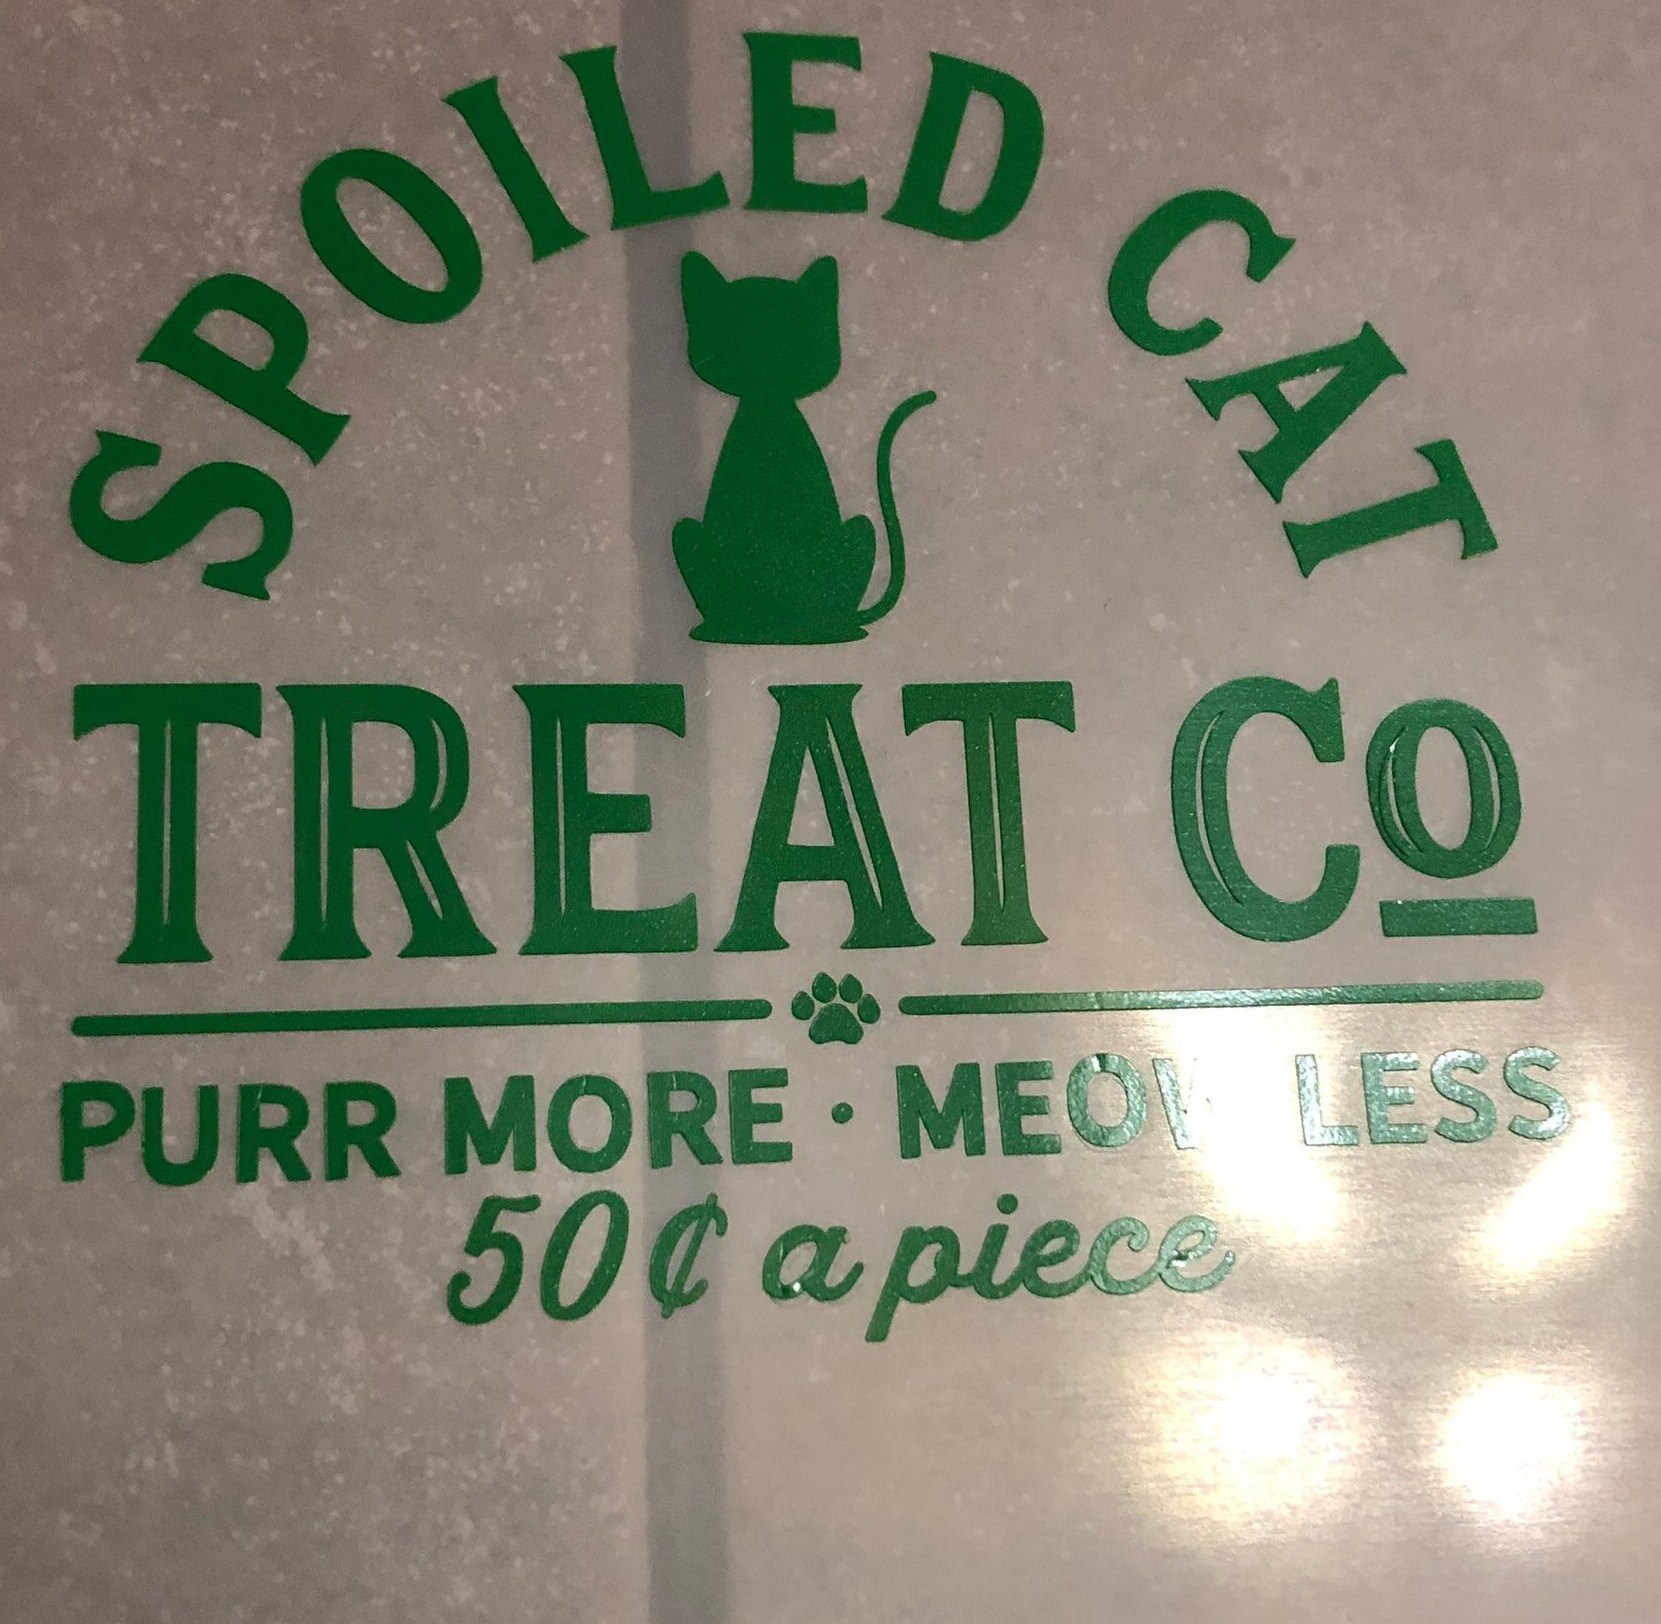 SPOILED CAT
TREAT Co
PURR MORE · MEOW LESS
50¢ a piece